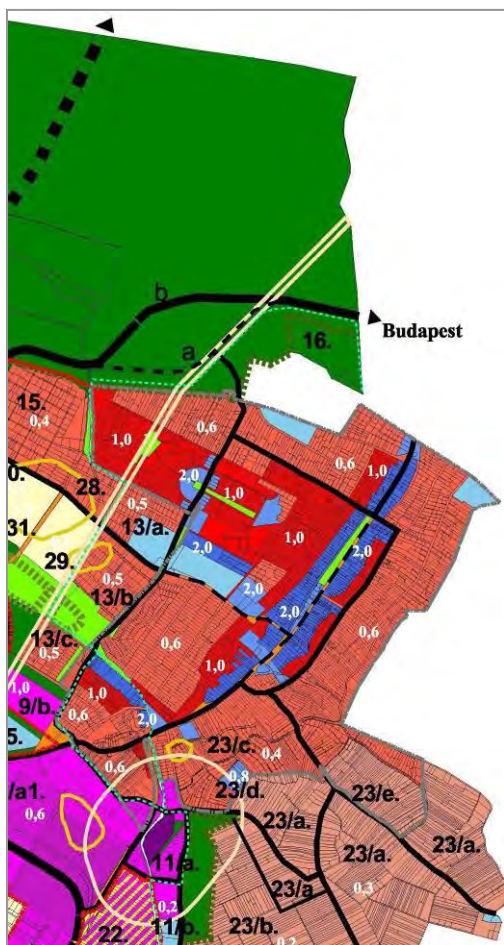 b
Budapest
a
16.
15.
0,4
0,6
1,0
2,0
0,6
1,0
0.
28.
2,0
1,0
0,5
31.
13/a.
1,0
2,0
29.
0,5
2,0
13/b.
2,0
13/c.
0,6
0,6
0,5
1,0
1,0
1,0
9/b.
0,6
2,0
5.
23/c.
0,4
0,6
0,8
/a1.
23/d.
23/e.
0,6
23/a.
23/a.
11/a.
23/a.
23/a
0.3
0,2
11/b.
22.
23/b.
0,2